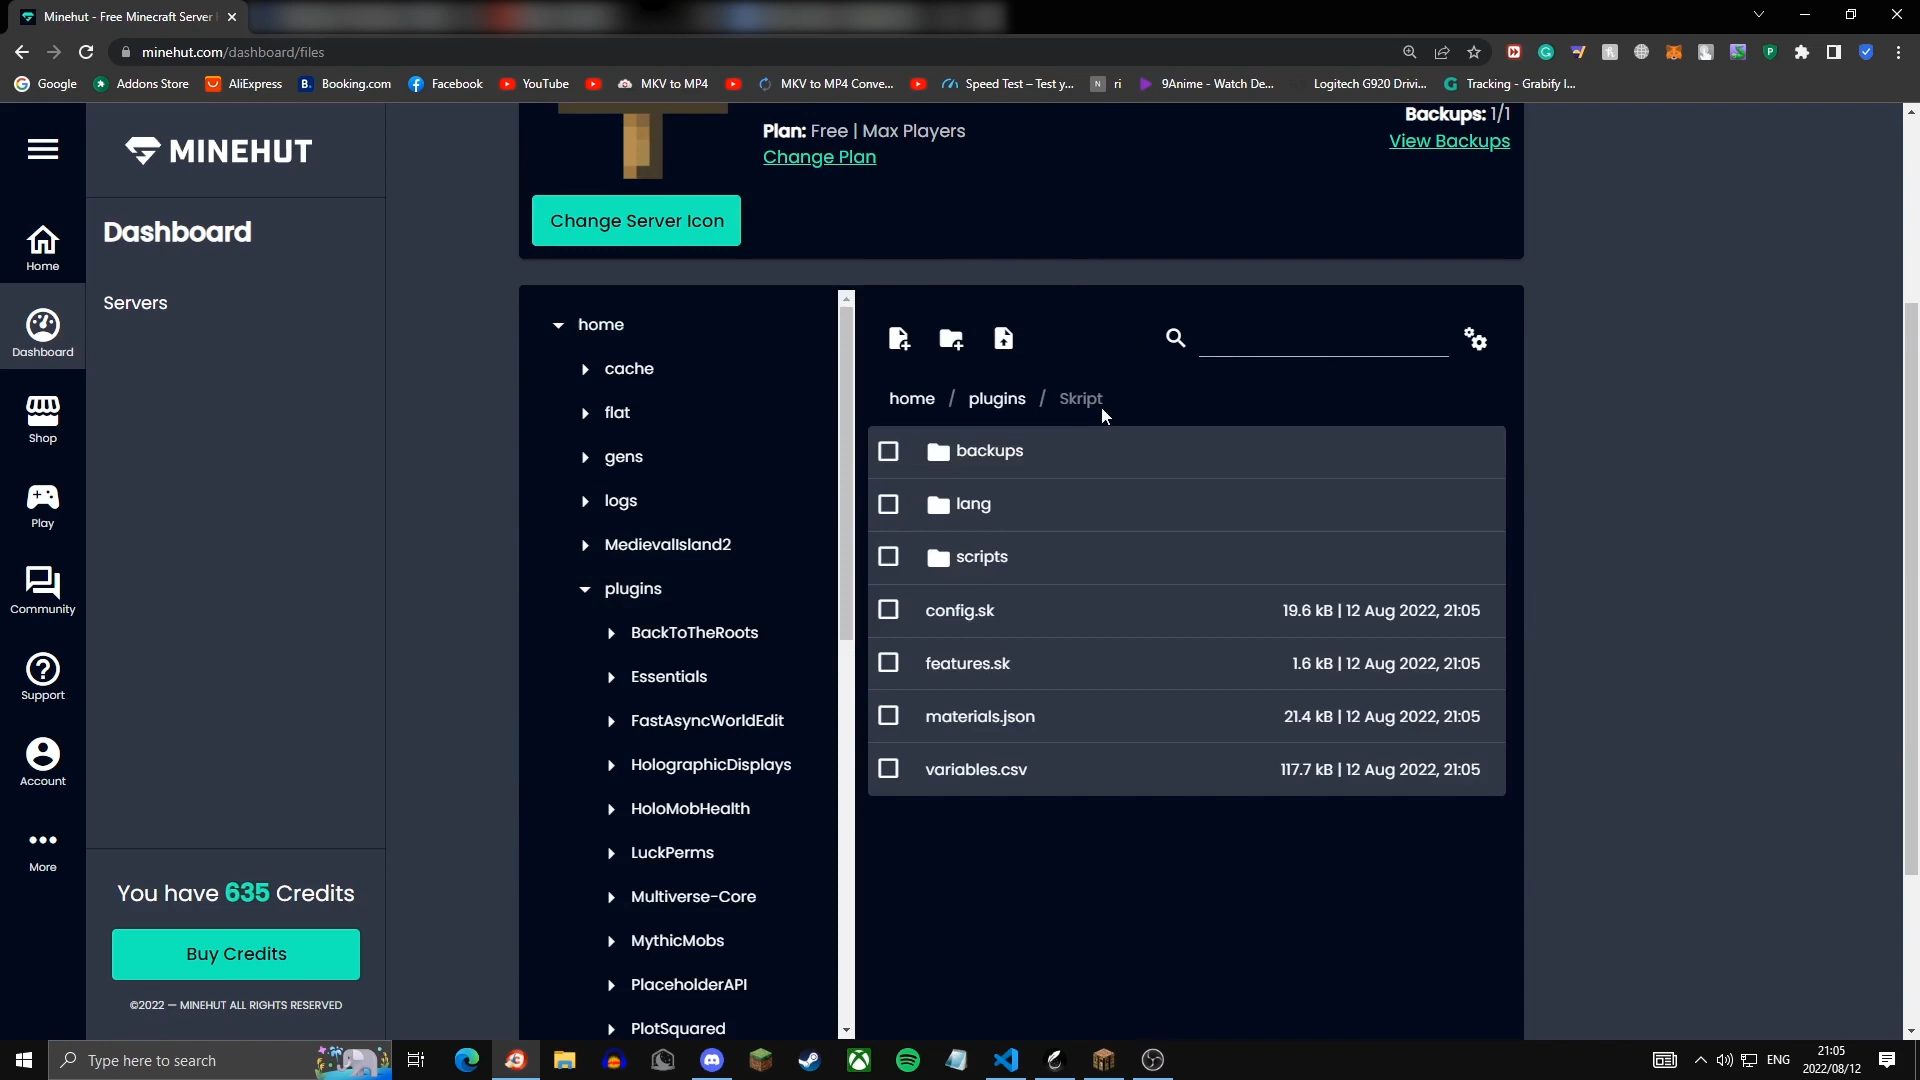 Minehut - Free Minecraft Server
minehut.com/dashboard/files
Google
Addons Store
AliExpress
Booking.com
Facebook
YouTube
MKV to MP4
MKV to MP4 Conve...
Speed Test – Test y...
ri
9Anime - Watch De...
Logitech G920 Drivi...
Tracking - Grabify I...
MINEHUT
Dashboard
Servers
Home
Dashboard
Shop
Play
Community
Support
Account
More
You have 635 Credits
Buy Credits
©2022 — MINEHUT ALL RIGHTS RESERVED
Plan: Free | Max Players
Change Plan
Backups: 1/1
View Backups
Change Server Icon
home
cache
flat
gens
logs
MedievalIsland2
plugins
BackToTheRoots
Essentials
FastAsyncWorldEdit
HolographicDisplays
HoloMobHealth
LuckPerms
Multiverse-Core
MythicMobs
PlaceholderAPI
PlotSquared
home / plugins / Skript
backups
lang
scripts
config.sk 19.6 kB | 12 Aug 2022, 21:05
features.sk 1.6 kB | 12 Aug 2022, 21:05
materials.json 21.4 kB | 12 Aug 2022, 21:05
variables.csv 117.7 kB | 12 Aug 2022, 21:05
Type here to search
ENG
21:05
2022/08/12